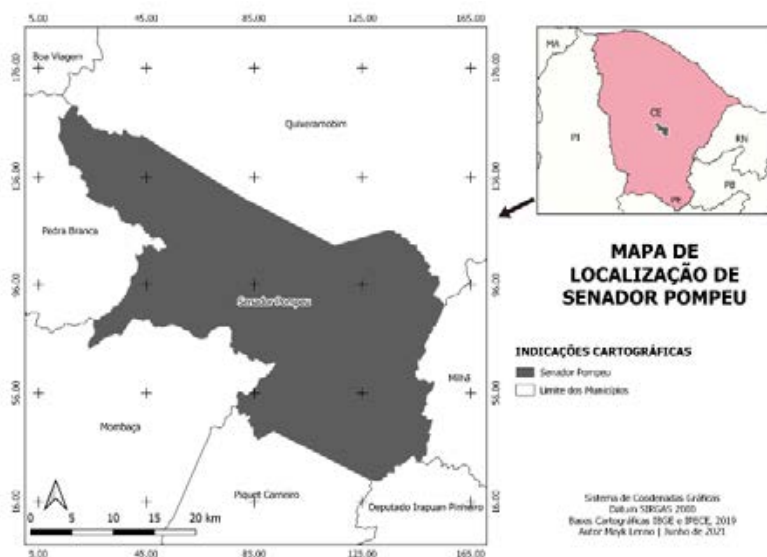 5.00 45.00 85.00 125.00 165.00
176.00
136.00
96.00
56.00
16.00
Boa Viagem
Quixeramobim
Pedra Branca
Senador Pompeu
Milhã
Mombaça
Piquet Carneiro
Deputado Irapuan Pinheiro
0 5 10 15 20 km
5.00 45.00 85.00 125.00 165.00
176.00
136.00
96.00
56.00
16.00
MA
PI
CE
RN
PB
PE
MAPA DE
LOCALIZAÇÃO DE
SENADOR POMPEU
INDICAÇÕES CARTOGRÁFICAS
Senador Pompeu
Limite dos Municípios
Sistema de Coodenadas Gráficas
Datum SIRGAS 2000
Bases Cartográficas IBGE e IPECE, 2019
Autor Meyk Lenno | Junho de 2021